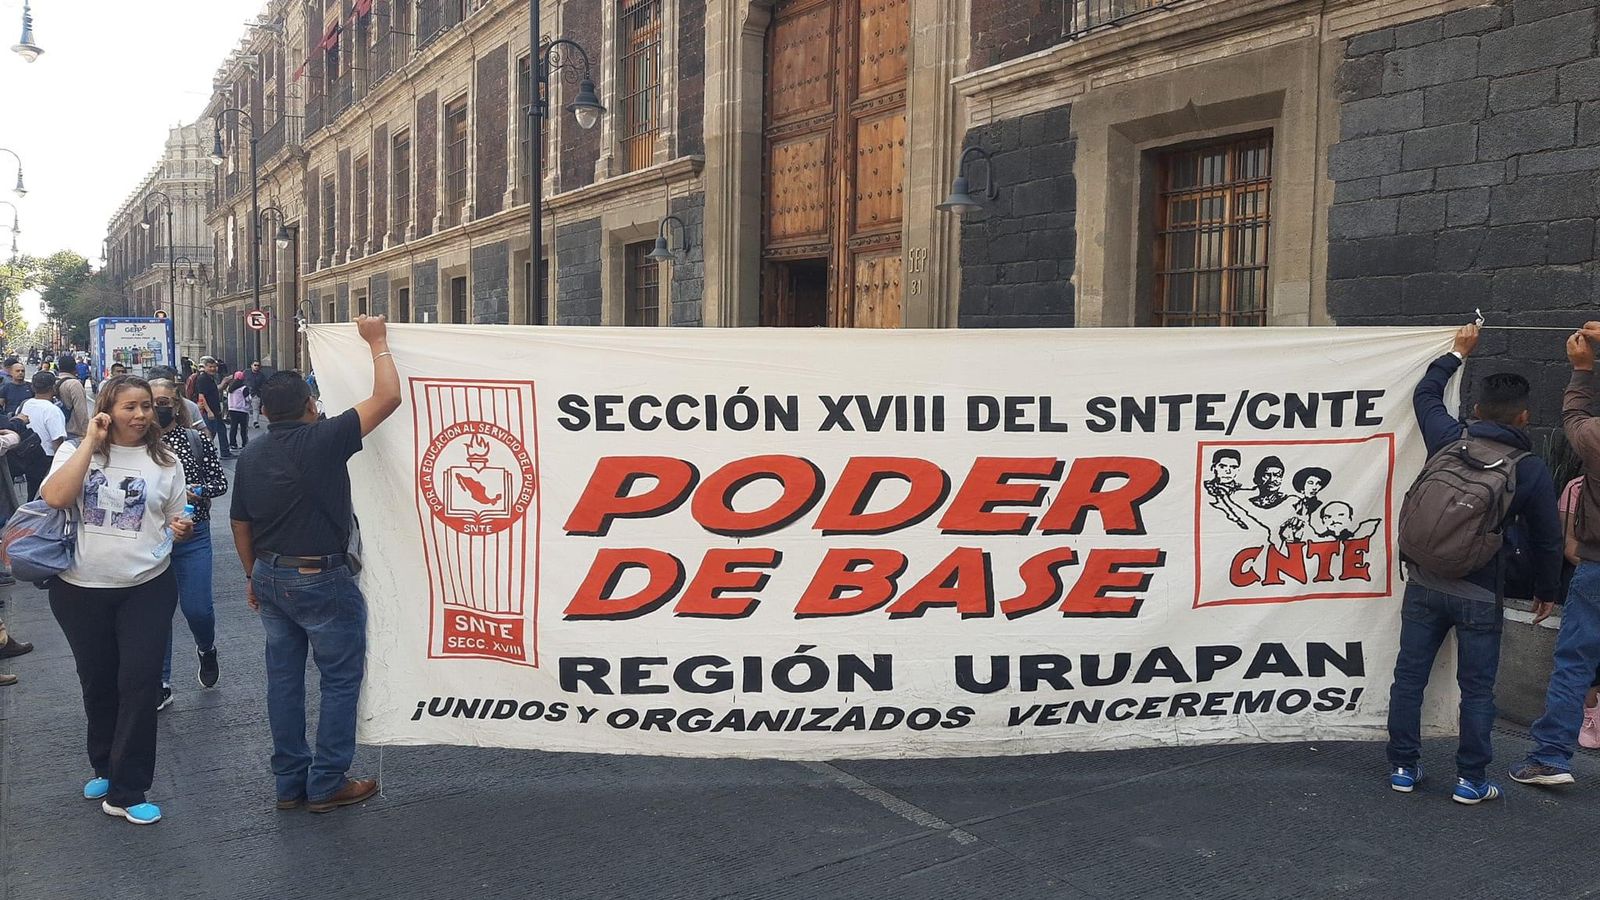 SECCIÓN XVIII DEL SNTE/CNTE
PODER
DE BASE
REGIÓN URUAPAN
¡UNIDOS Y ORGANIZADOS VENCEREMOS!
POR LA EDUCACIÓN AL SERVICIO DEL PUEBLO
SNTE
SNTE
SECC. XVIII
CNTE
SEP
31
GEPP